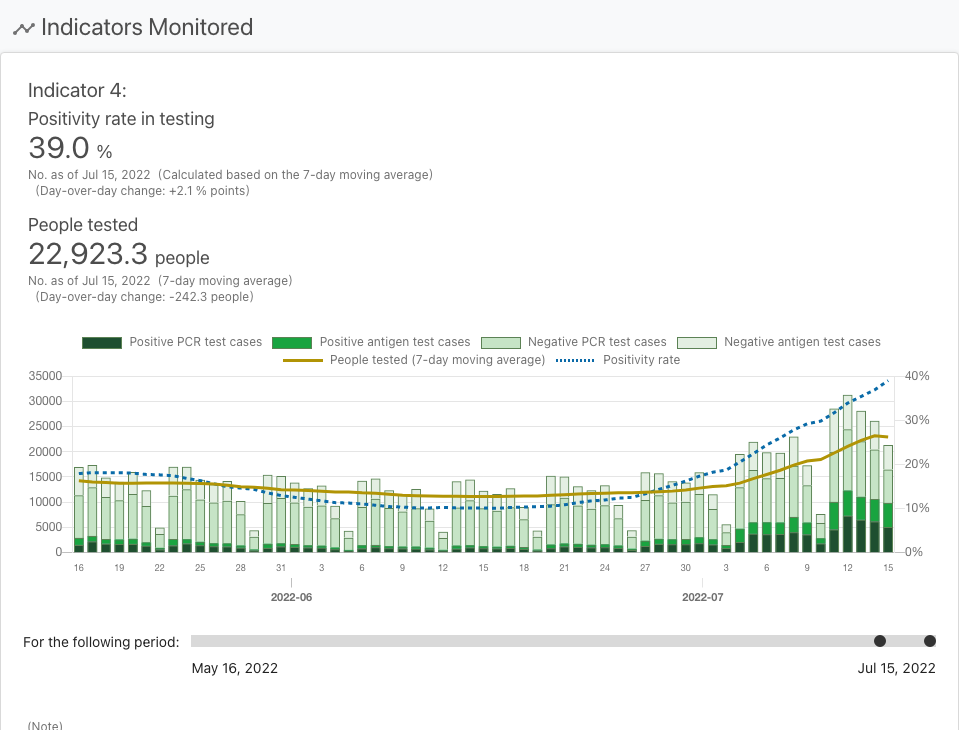 Indicators Monitored
Indicator 4:
Positivity rate in testing
39.0 %
No. as of Jul 15, 2022 (Calculated based on the 7-day moving average)
(Day-over-day change: +2.1 % points)
People tested
22,923.3 people
No. as of Jul 15, 2022 (7-day moving average)
(Day-over-day change: -242.3 people)
Positive PCR test cases Positive antigen test cases Negative PCR test cases Negative antigen test cases
People tested (7-day moving average) Positivity rate
35000 40%
30000
25000 30%
20000
15000 20%
10000 10%
5000
0 0%
16 19 22 25 28 31 3 6 9 12 15 18 21 24 27 30 3 6 9 12 15
2022-06 2022-07
For the following period:
May 16, 2022 Jul 15, 2022
(Note)